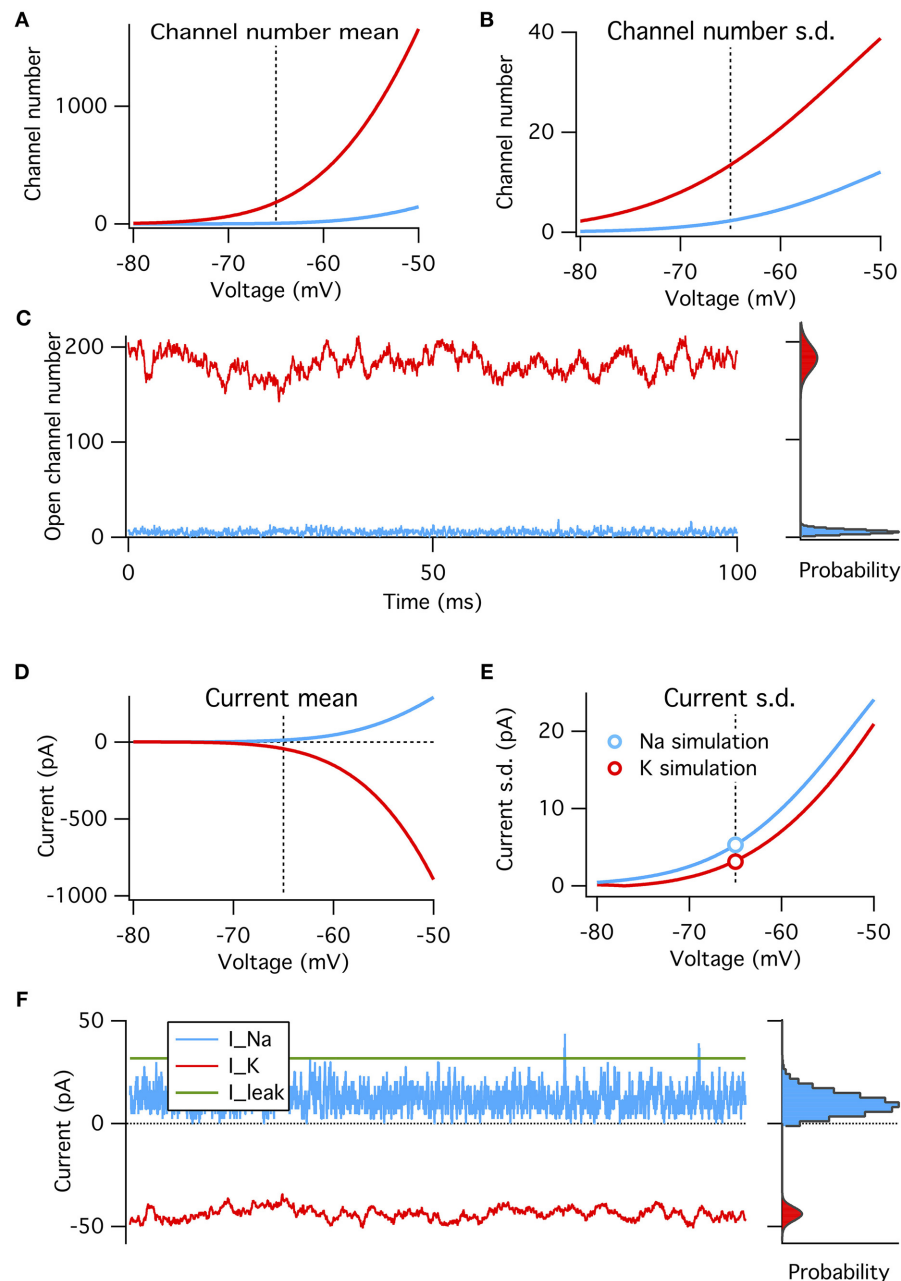 A
Channel number mean
Channel number
1000
0
-80 -70 -60 -50
Voltage (mV)
B
Channel number s.d.
Channel number
40
20
0
-80 -70 -60 -50
Voltage (mV)
C
Open channel number
200
100
0
0 50 100
Time (ms)
Probability
D
Current mean
Current (pA)
0
-500
-1000
-80 -70 -60 -50
Voltage (mV)
E
Current s.d.
Current s.d. (pA)
20
10
0
Na simulation
K simulation
-80 -70 -60 -50
Voltage (mV)
F
Current (pA)
50
0
-50
I_Na
I_K
I_leak
Probability